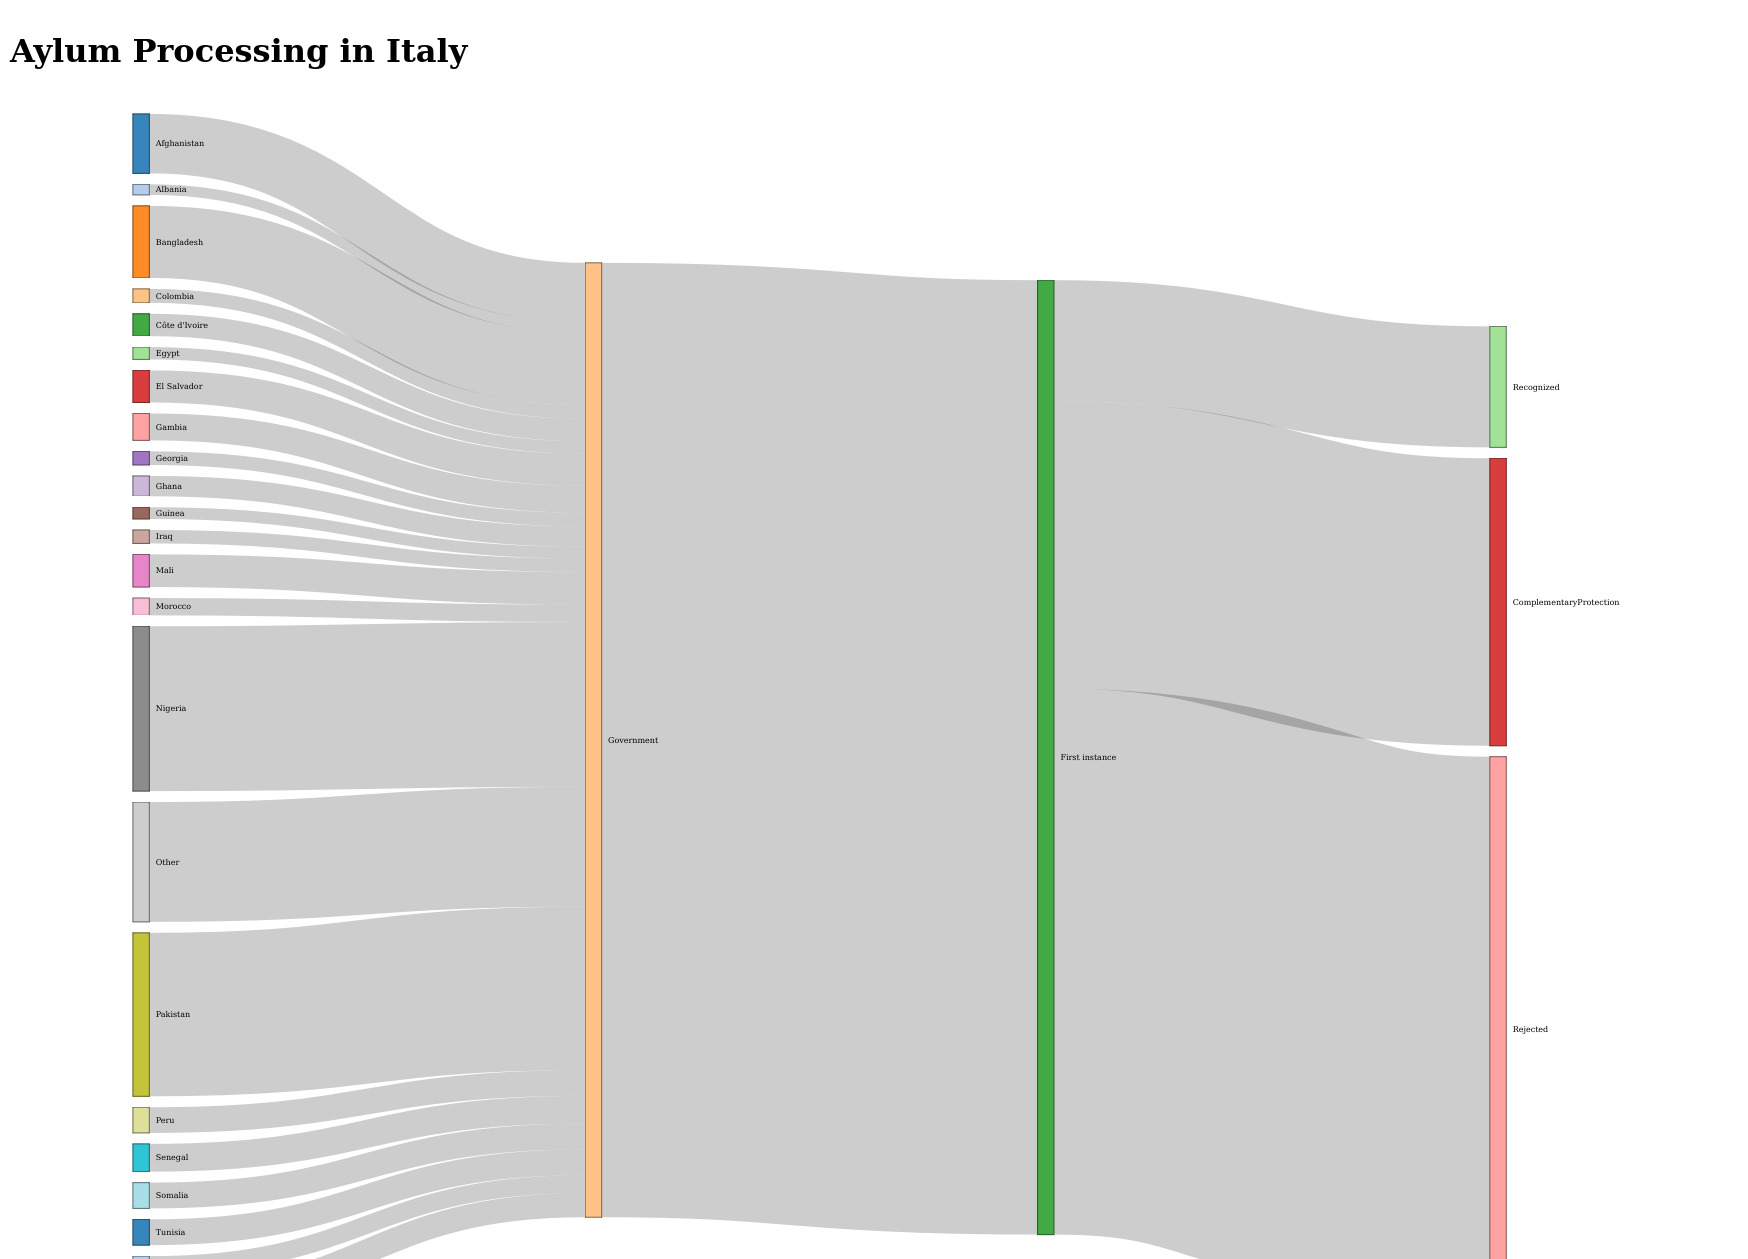 Aylum Processing in Italy
Afghanistan
Albania
Bangladesh
Colombia
Côte d'Ivoire
Egypt
El Salvador
Gambia
Georgia
Ghana
Guinea
Iraq
Mali
Morocco
Nigeria
Other
Pakistan
Peru
Senegal
Somalia
Tunisia
Government
First instance
Recognized
ComplementaryProtection
Rejected